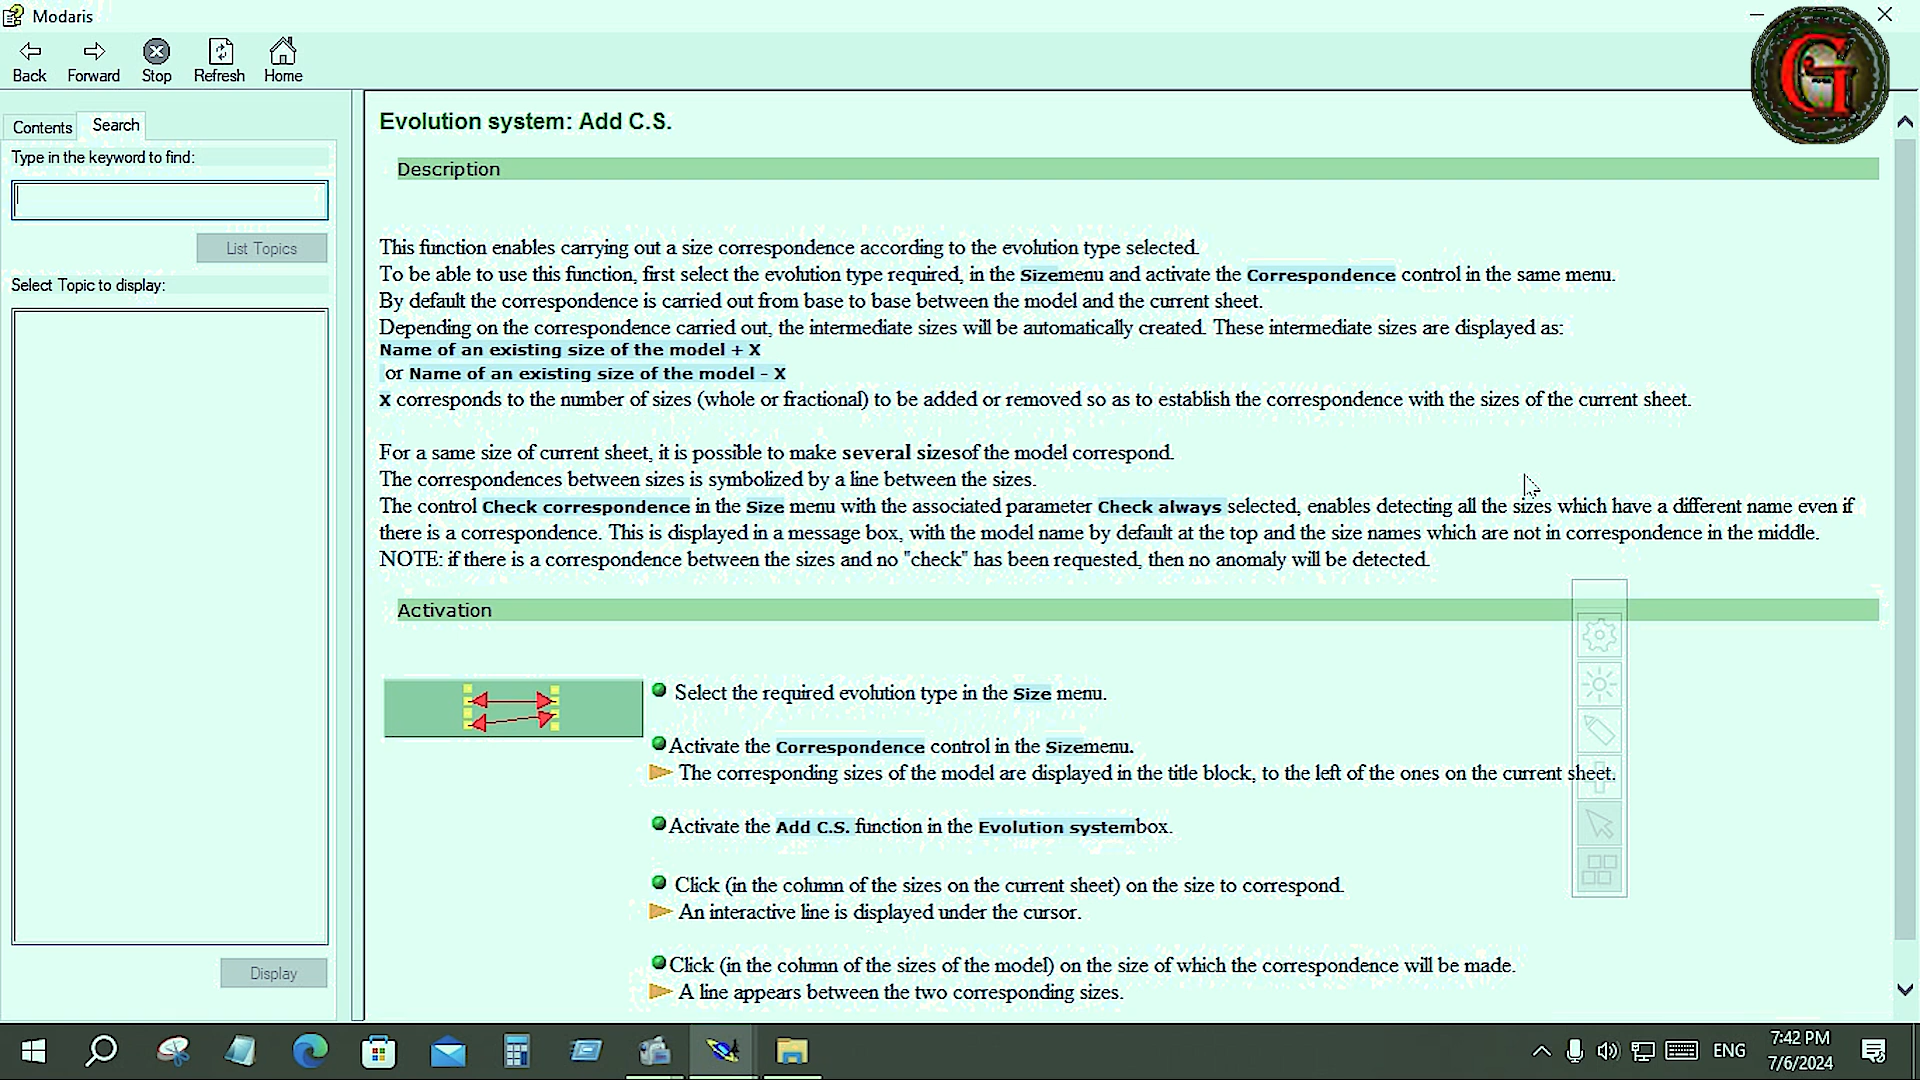 Modaris
Back Forward Stop Refresh Home
G
Contents Search
Type in the keyword to find:
List Topics
Select Topic to display:
Display
Evolution system: Add C.S.
Description
This function enables carrying out a size correspondence according to the evolution type selected.
To be able to use this function, first select the evolution type required, in the Sizemenu and activate the Correspondence control in the same menu.
By default the correspondence is carried out from base to base between the model and the current sheet.
Depending on the correspondence carried out, the intermediate sizes will be automatically created. These intermediate sizes are displayed as:
Name of an existing size of the model + X
or Name of an existing size of the model - X
X corresponds to the number of sizes (whole or fractional) to be added or removed so as to establish the correspondence with the sizes of the current sheet.
For a same size of current sheet, it is possible to make several sizesof the model correspond.
The correspondences between sizes is symbolized by a line between the sizes.
The control Check correspondence in the Size menu with the associated parameter Check always selected, enables detecting all the sizes which have a different name even if
there is a correspondence. This is displayed in a message box, with the model name by default at the top and the size names which are not in correspondence in the middle.
NOTE: if there is a correspondence between the sizes and no "check" has been requested, then no anomaly will be detected.
Activation
Select the required evolution type in the Size menu.
Activate the Correspondence control in the Sizemenu.
The corresponding sizes of the model are displayed in the title block, to the left of the ones on the current sheet.
Activate the Add C.S. function in the Evolution systembox.
Click (in the column of the sizes on the current sheet) on the size to correspond.
An interactive line is displayed under the cursor.
Click (in the column of the sizes of the model) on the size of which the correspondence will be made.
A line appears between the two corresponding sizes.
ENG
7:42 PM
7/6/2024